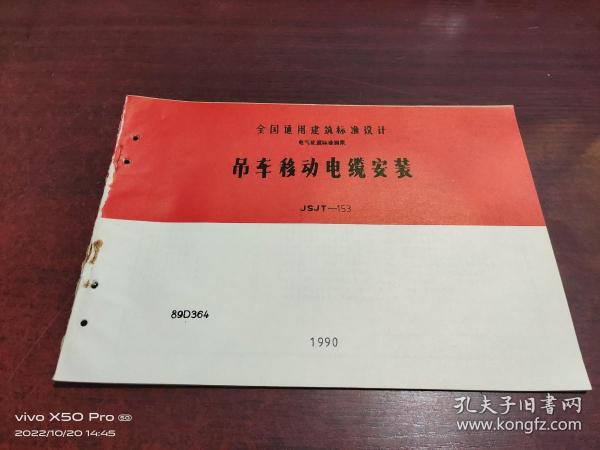 全国通用建筑标准设计
电气装置标准图集
吊车移动电缆安装
JSJT—153
89D364
1990
vivo X50 Pro 5G
2022/10/20 14:45
孔夫子旧书网
www.kongfz.com